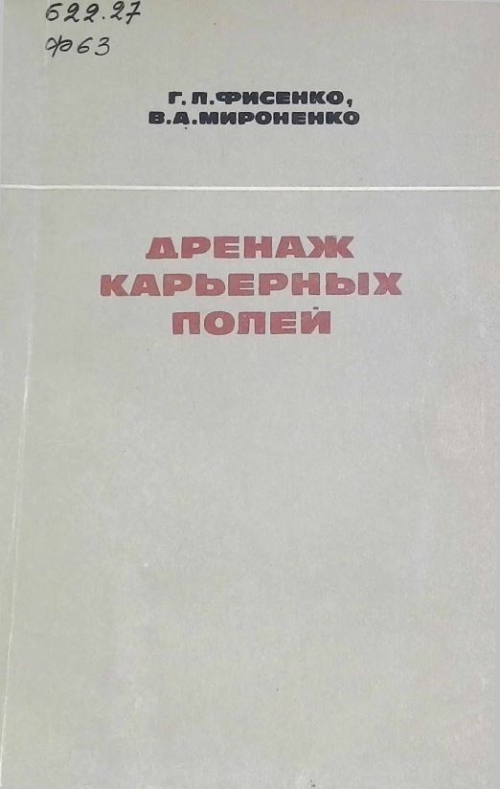 622.27
Ф63
Г.П.ФИСЕНКО,
В.А.МИРОНЕНКО
ДРЕНАЖ
КАРЬЕРНЫХ
ПОЛЕЙ